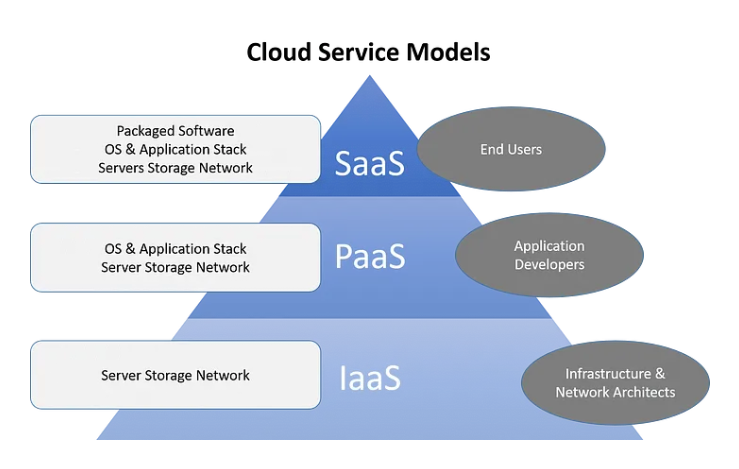 Cloud Service Models
Packaged Software
OS & Application Stack
Servers Storage Network
SaaS
End Users
OS & Application Stack
Server Storage Network
PaaS
Application
Developers
Server Storage Network
IaaS
Infrastructure &
Network Architects